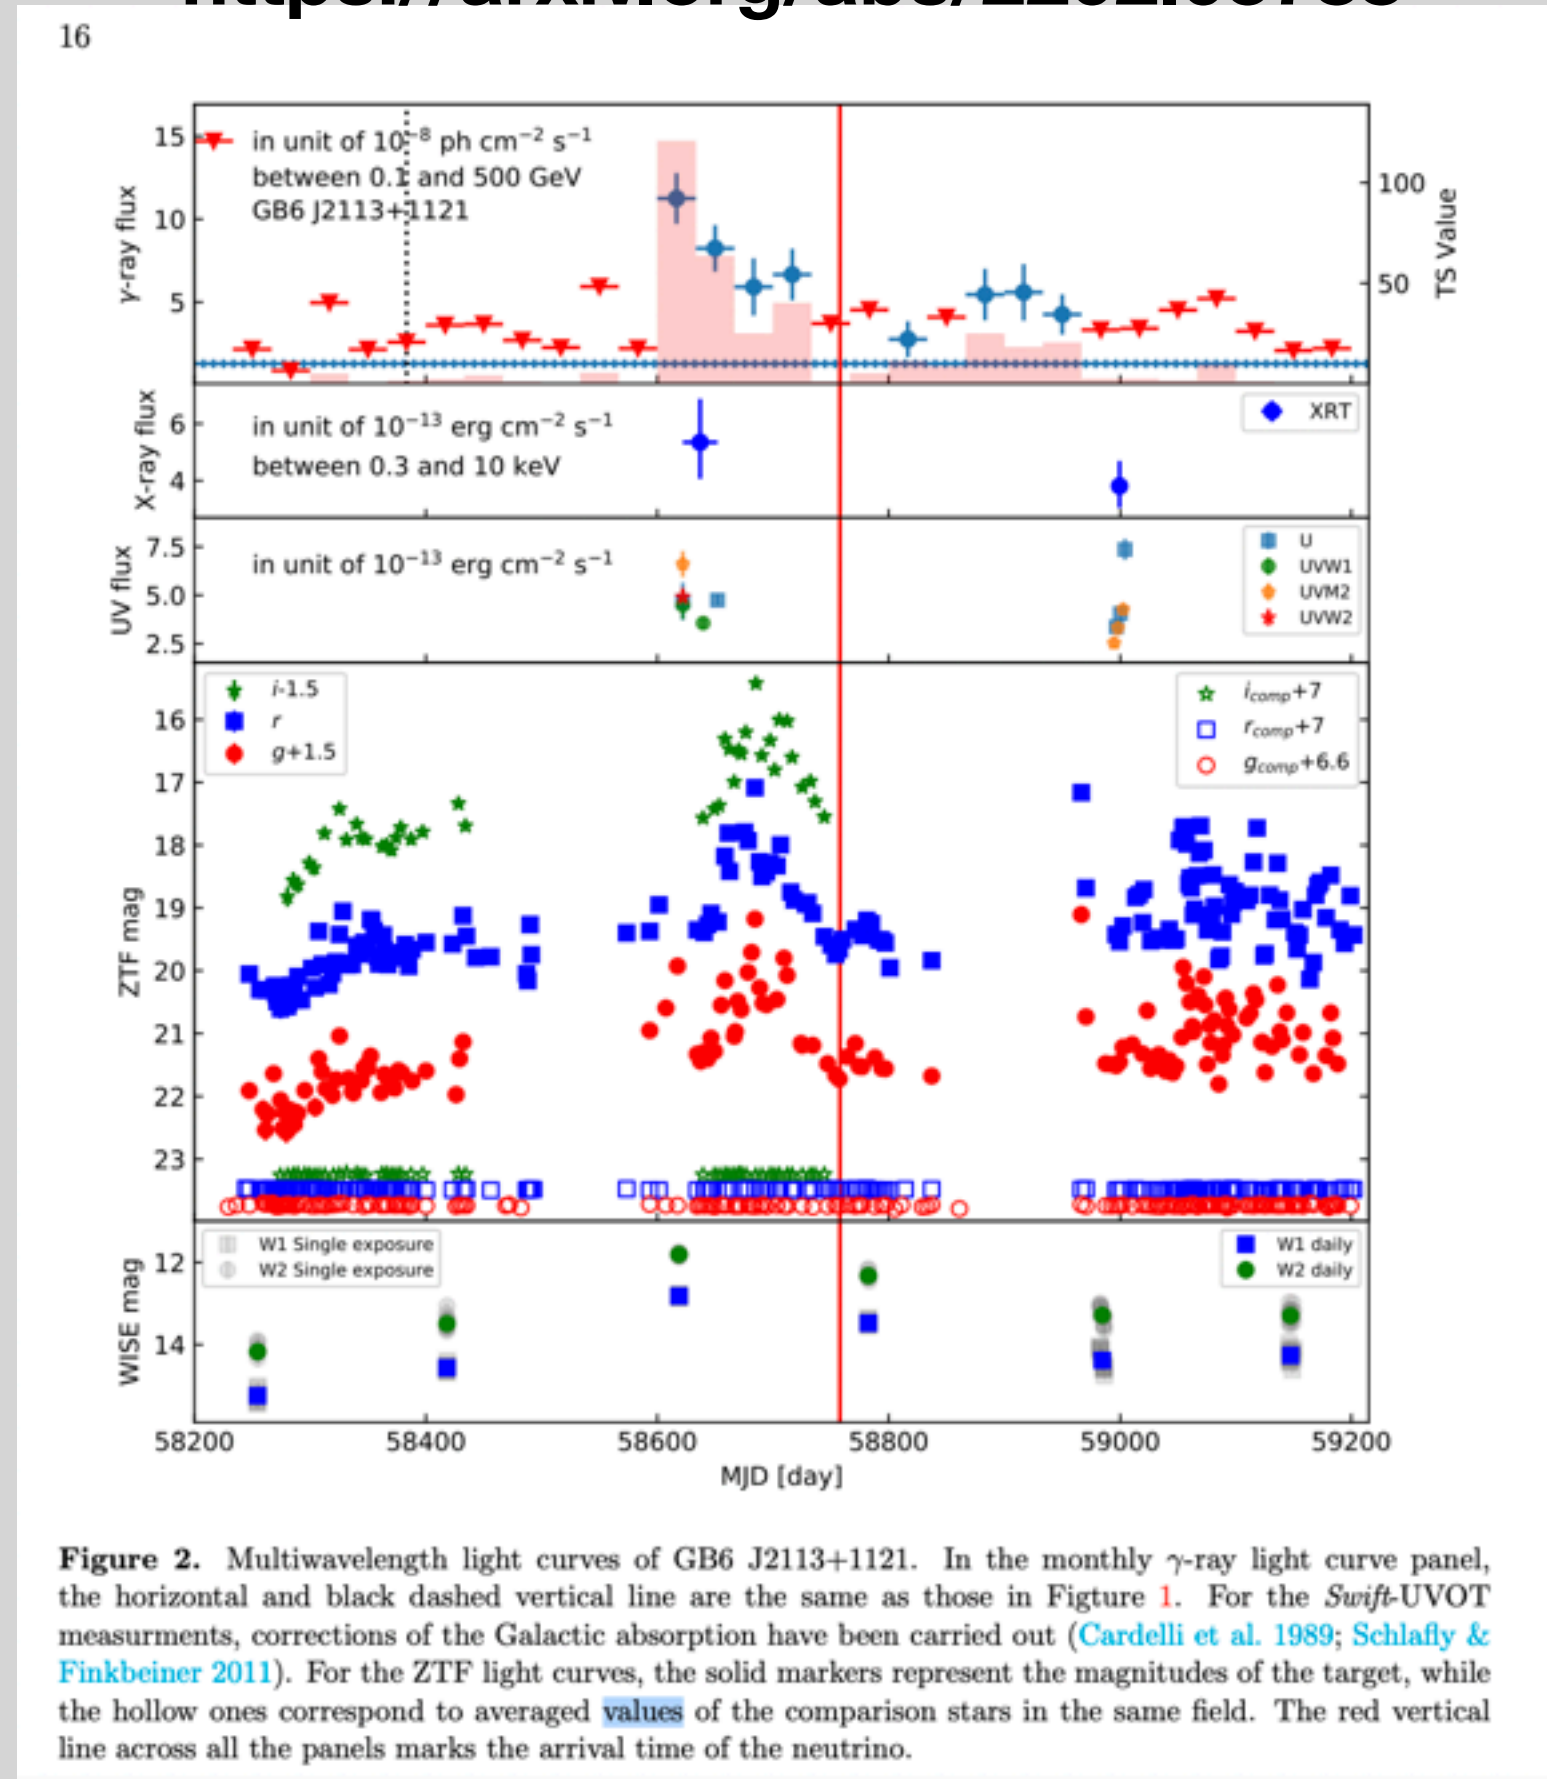 16
15
in unit of 10⁻⁸ ph cm⁻² s⁻¹
between 0.1 and 500 GeV
GB6 J2113+1121
10
5
γ-ray flux
100
50
TS Value
6
4
X-ray flux
in unit of 10⁻¹³ erg cm⁻² s⁻¹
between 0.3 and 10 keV
XRT
7.5
5.0
2.5
UV flux
in unit of 10⁻¹³ erg cm⁻² s⁻¹
U
UVW1
UVM2
UVW2
i-1.5
r
g+1.5
i_comp+7
r_comp+7
g_comp+6.6
16
17
18
19
20
21
22
23
ZTF mag
W1 Single exposure
W2 Single exposure
W1 daily
W2 daily
12
14
WISE mag
58200 58400 58600 58800 59000 59200
MJD [day]
Figure 2. Multiwavelength light curves of GB6 J2113+1121. In the monthly γ-ray light curve panel,
the horizontal and black dashed vertical line are the same as those in Figture 1. For the Swift-UVOT
measurments, corrections of the Galactic absorption have been carried out (Cardelli et al. 1989; Schlafly &
Finkbeiner 2011). For the ZTF light curves, the solid markers represent the magnitudes of the target, while
the hollow ones correspond to averaged values of the comparison stars in the same field. The red vertical
line across all the panels marks the arrival time of the neutrino.